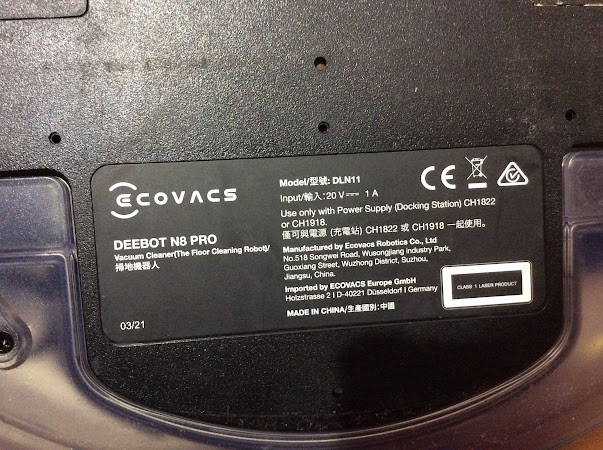 ECOVACS
DEEBOT N8 PRO
Vacuum Cleaner(The Floor Cleaning Robot)/
掃地機器人
03/21
Model/型號: DLN11
Input/輸入: 20 V⎓ 1 A
Use only with Power Supply (Docking Station) CH1822
or CH1918.
僅可與電源 (充電站) CH1822 或 CH1918 一起使用。
Manufactured by Ecovacs Robotics Co., Ltd
No.518 Songwei Road, Wusongjiang Industry Park,
Guoxiang Street, Wuzhong District, Suzhou,
Jiangsu, China.
Imported by ECOVACS Europe GmbH
Holzstrasse 2 I D-40221 Düsseldorf I Germany
MADE IN CHINA/生產國別: 中國
CE
CLASS 1 LASER PRODUCT